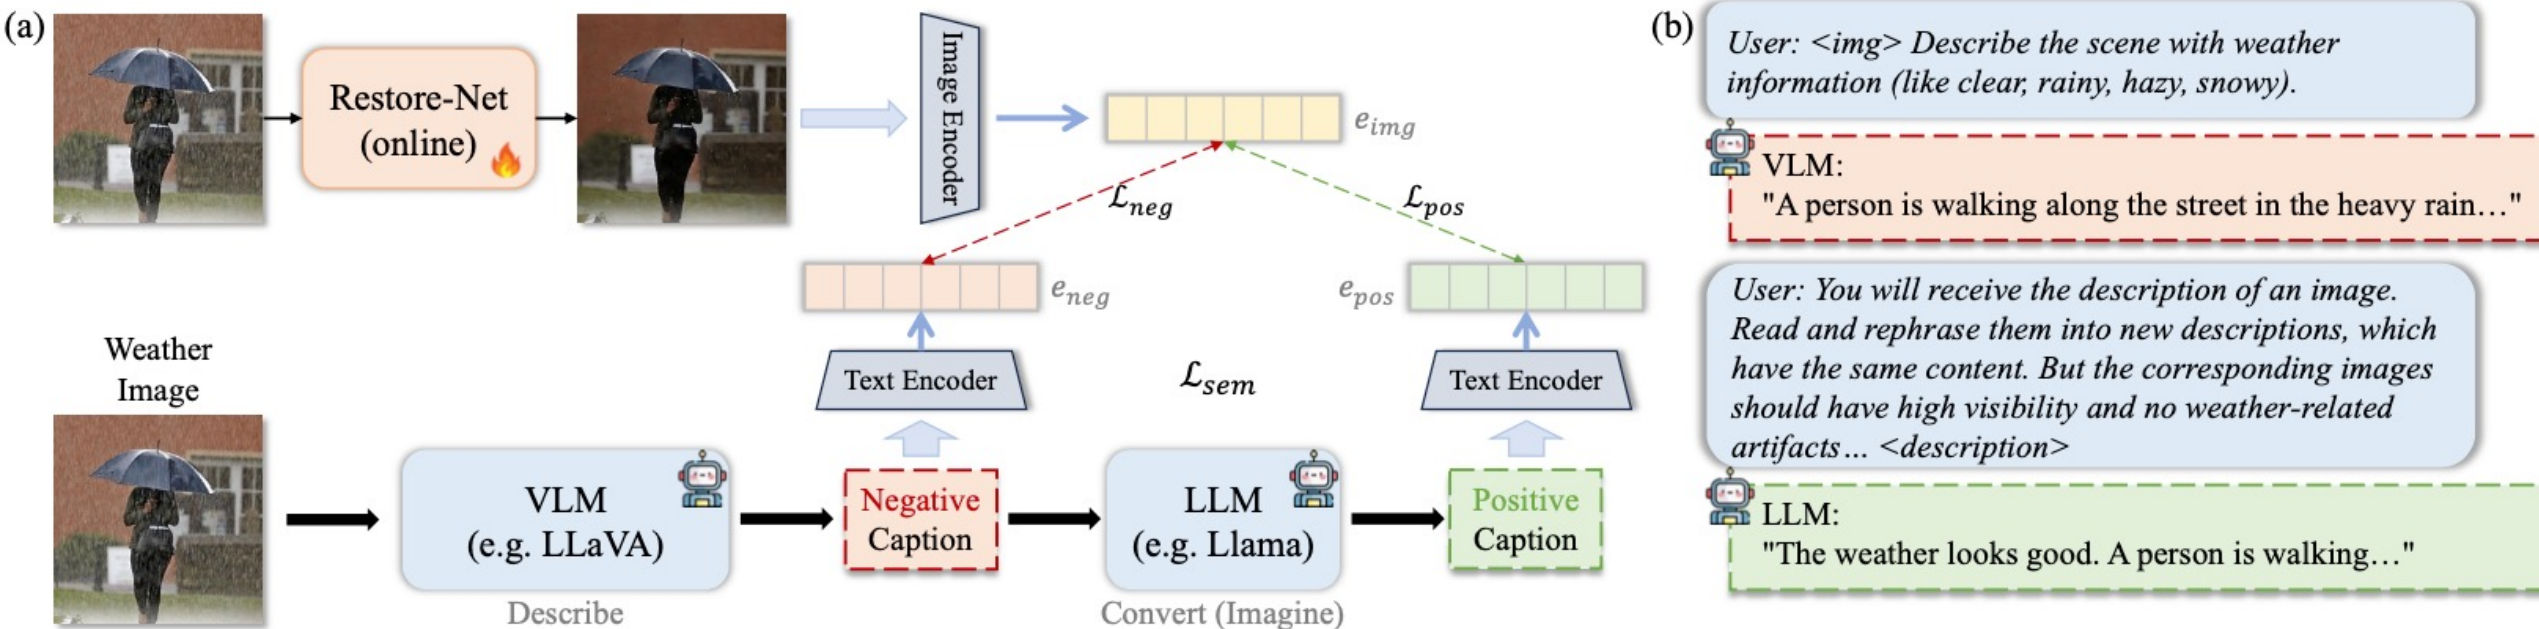 (a)
Restore-Net
(online)
Image Encoder
e_img
L_neg
L_pos
e_neg
e_pos
Weather
Image
Text Encoder
L_sem
Text Encoder
VLM
(e.g. LLaVA)
Describe
Negative
Caption
LLM
(e.g. Llama)
Convert (Imagine)
Positive
Caption
(b)
User: <img> Describe the scene with weather
information (like clear, rainy, hazy, snowy).
VLM:
"A person is walking along the street in the heavy rain…"
User: You will receive the description of an image.
Read and rephrase them into new descriptions, which
have the same content. But the corresponding images
should have high visibility and no weather-related
artifacts… <description>
LLM:
"The weather looks good. A person is walking…"